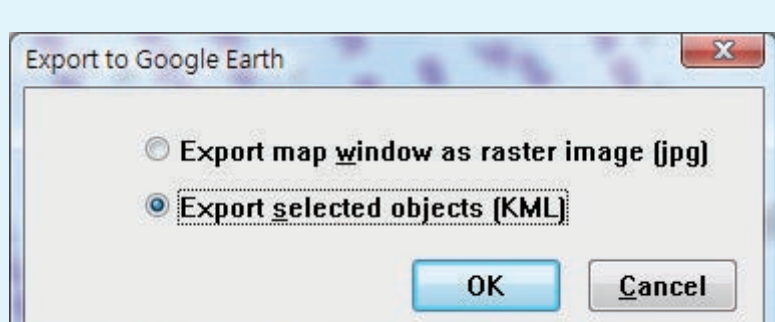 Export to Google Earth
Export map window as raster image (jpg)
Export selected objects (KML)
OK Cancel